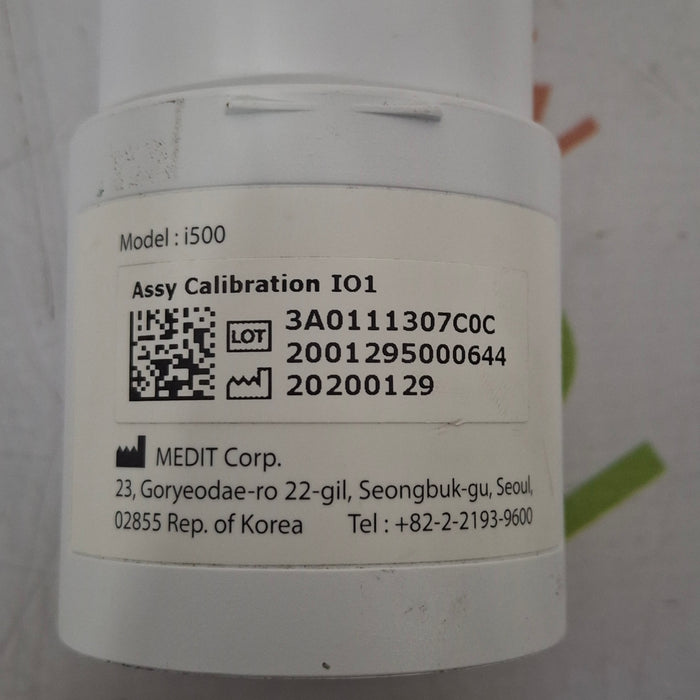 Model : i500
Assy Calibration IO1
3A0111307C0C
LOT 2001295000644
20200129
MEDIT Corp.
23, Goryeodae-ro 22-gil, Seongbuk-gu, Seoul,
02855 Rep. of Korea Tel : +82-2-2193-9600